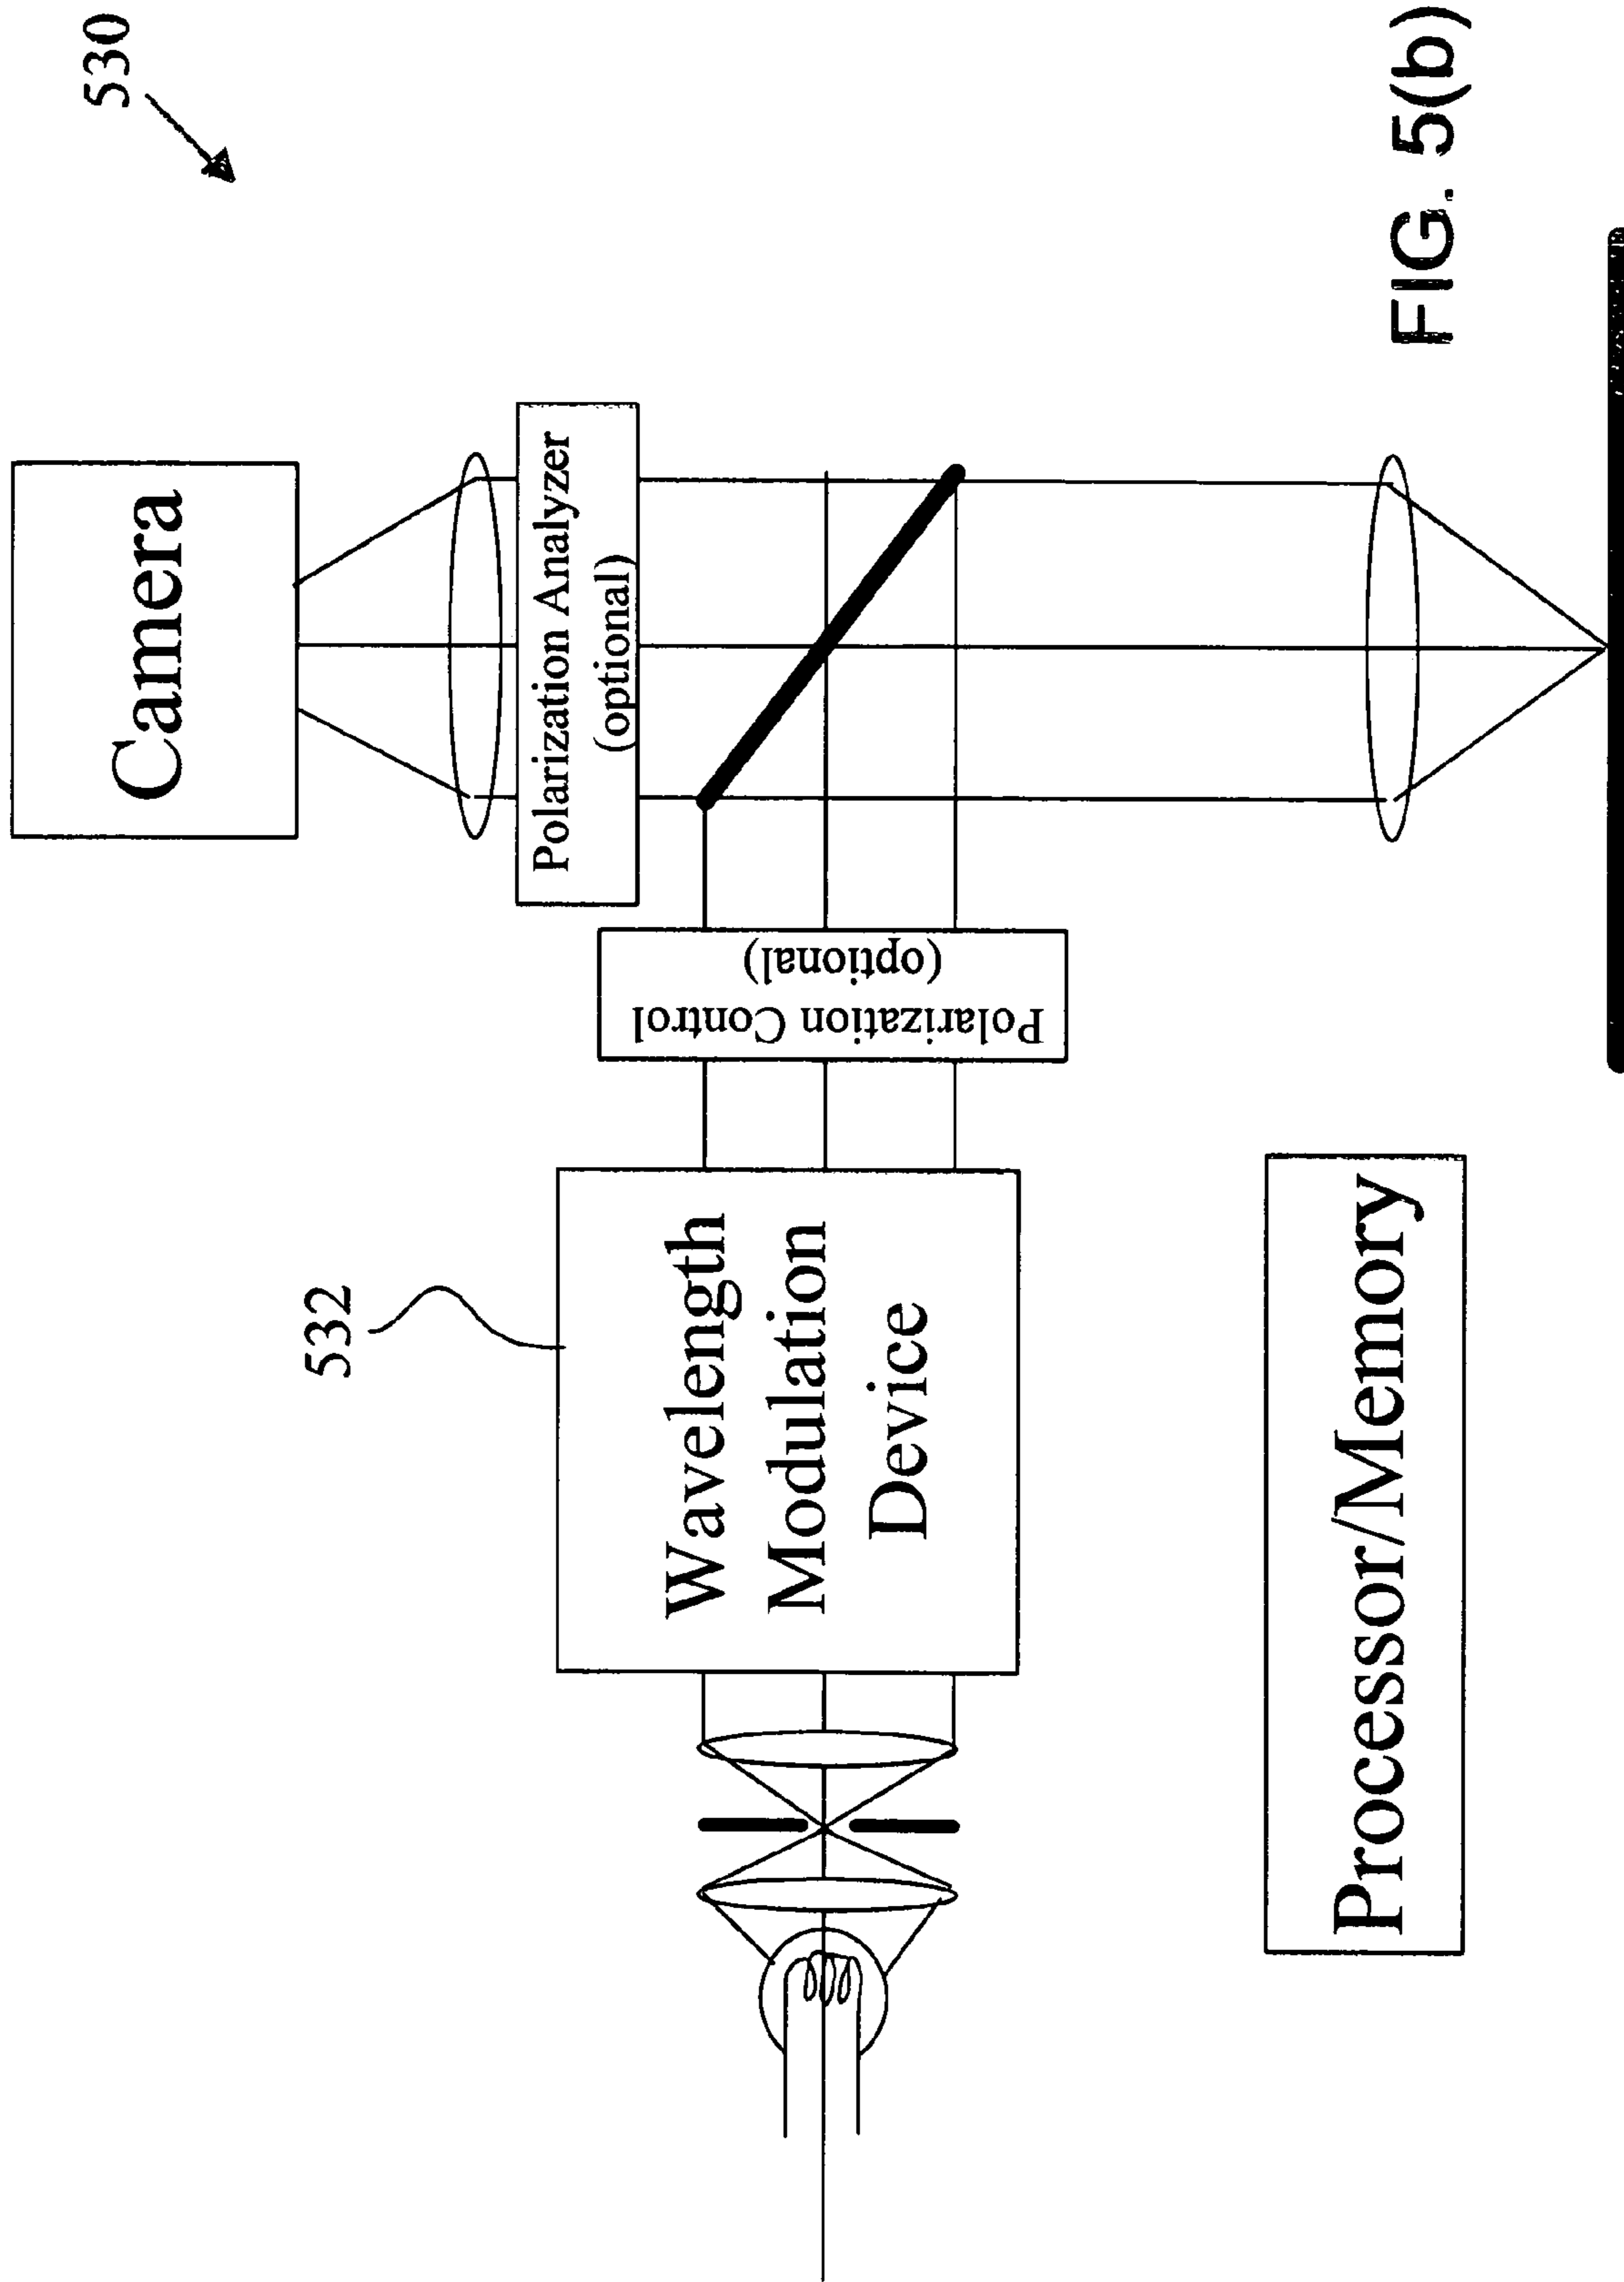 530
Camera
Polarization Analyzer
(optional)
Polarization Control
(optional)
532
Wavelength
Modulation
Device
Processor/Memory
FIG. 5(b)